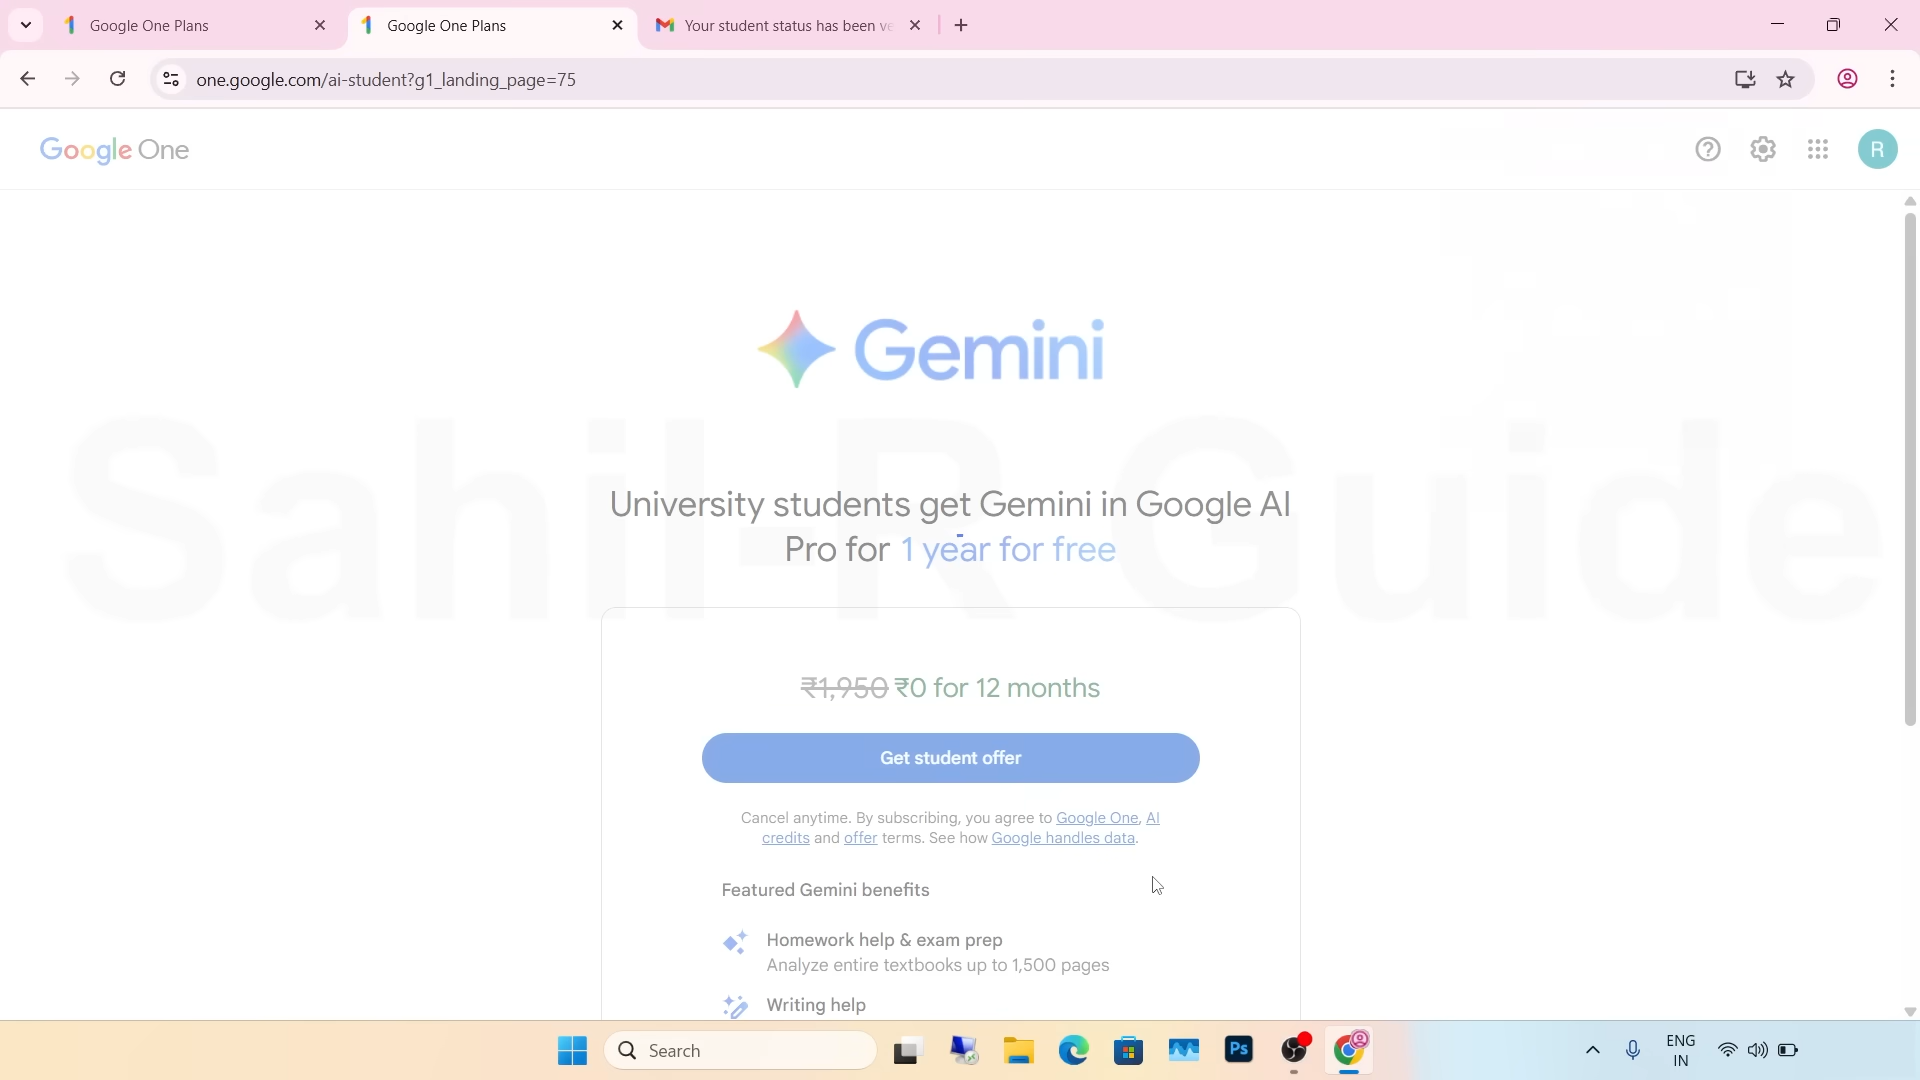 Google One Plans
Google One Plans
Your student status has been ve
one.google.com/ai-student?g1_landing_page=75
Google One
R
Gemini
Sahil-R Guide
University students get Gemini in Google AI
Pro for 1 year for free
₹1,950 ₹0 for 12 months
Get student offer
Cancel anytime. By subscribing, you agree to Google One, AI
credits and offer terms. See how Google handles data.
Featured Gemini benefits
Homework help & exam prep
Analyze entire textbooks up to 1,500 pages
Writing help
Search
Ps
ENG
IN